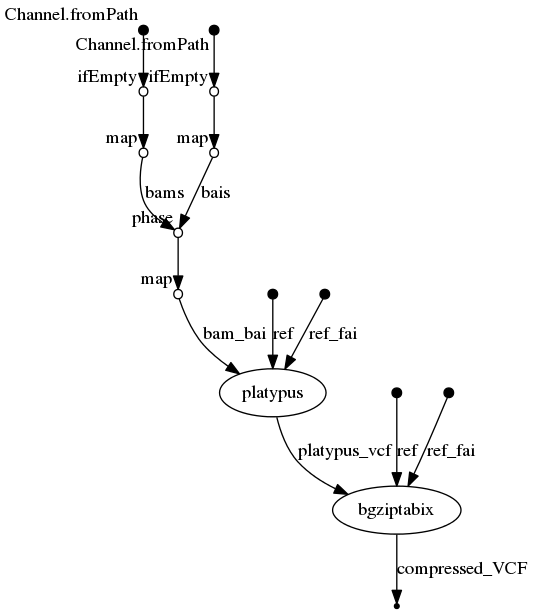 Channel.fromPath
Channel.fromPath
ifEmpty
ifEmpty
map
map
bams
bais
phase
map
bam_bai
ref
ref_fai
platypus
platypus_vcf
ref
ref_fai
bgziptabix
compressed_VCF